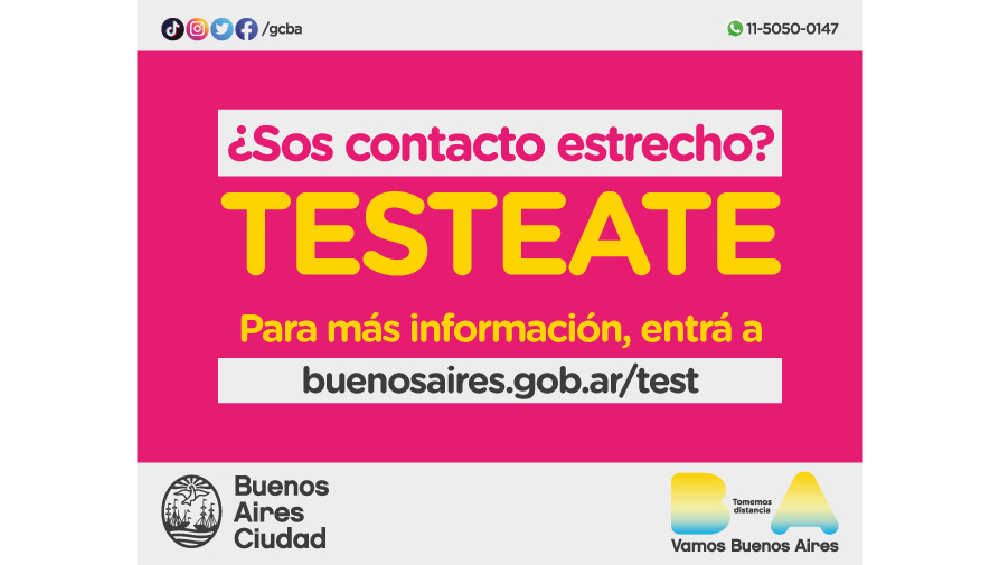 /gcba
11-5050-0147
¿Sos contacto estrecho?
TESTEATE
Para más información, entrá a
buenosaires.gob.ar/test
Buenos
Aires
Ciudad
BA
Tomemos
distancia
Vamos Buenos Aires